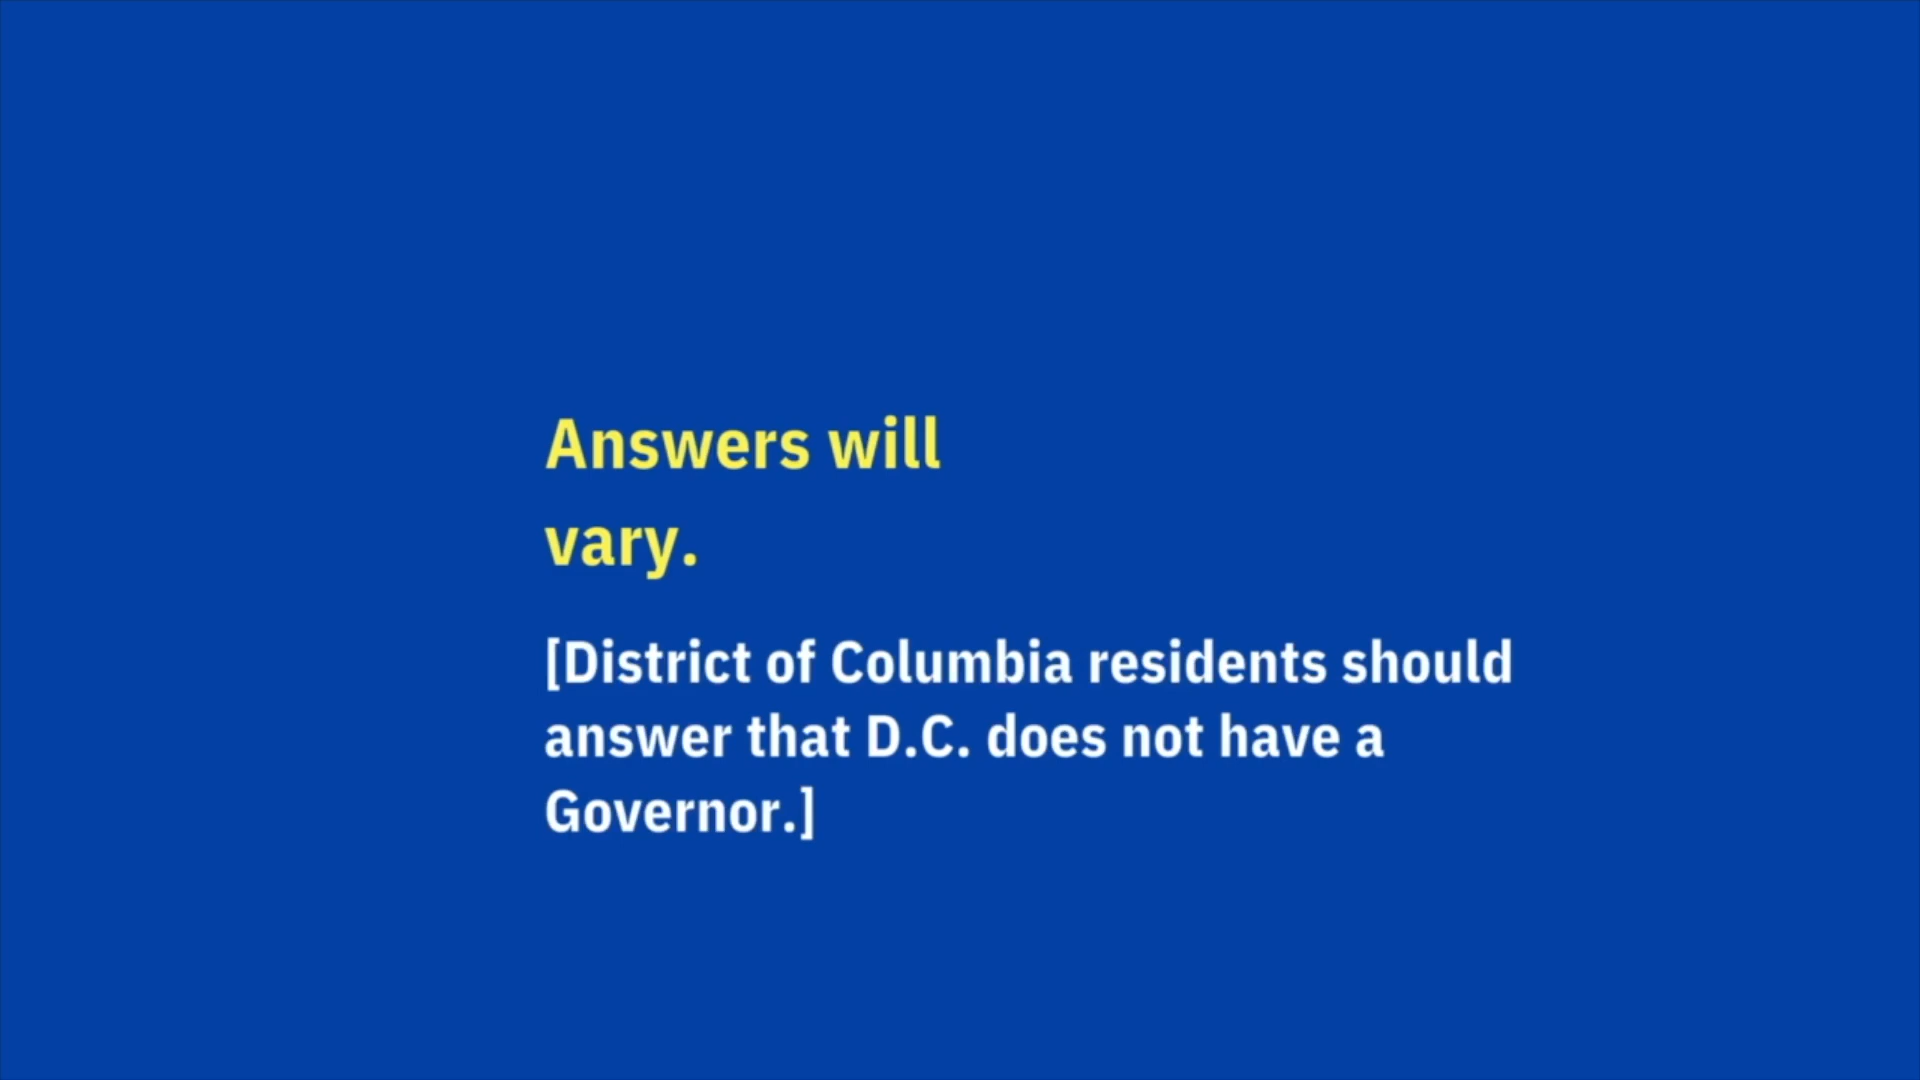 Answers will
vary.
[District of Columbia residents should
answer that D.C. does not have a
Governor.]